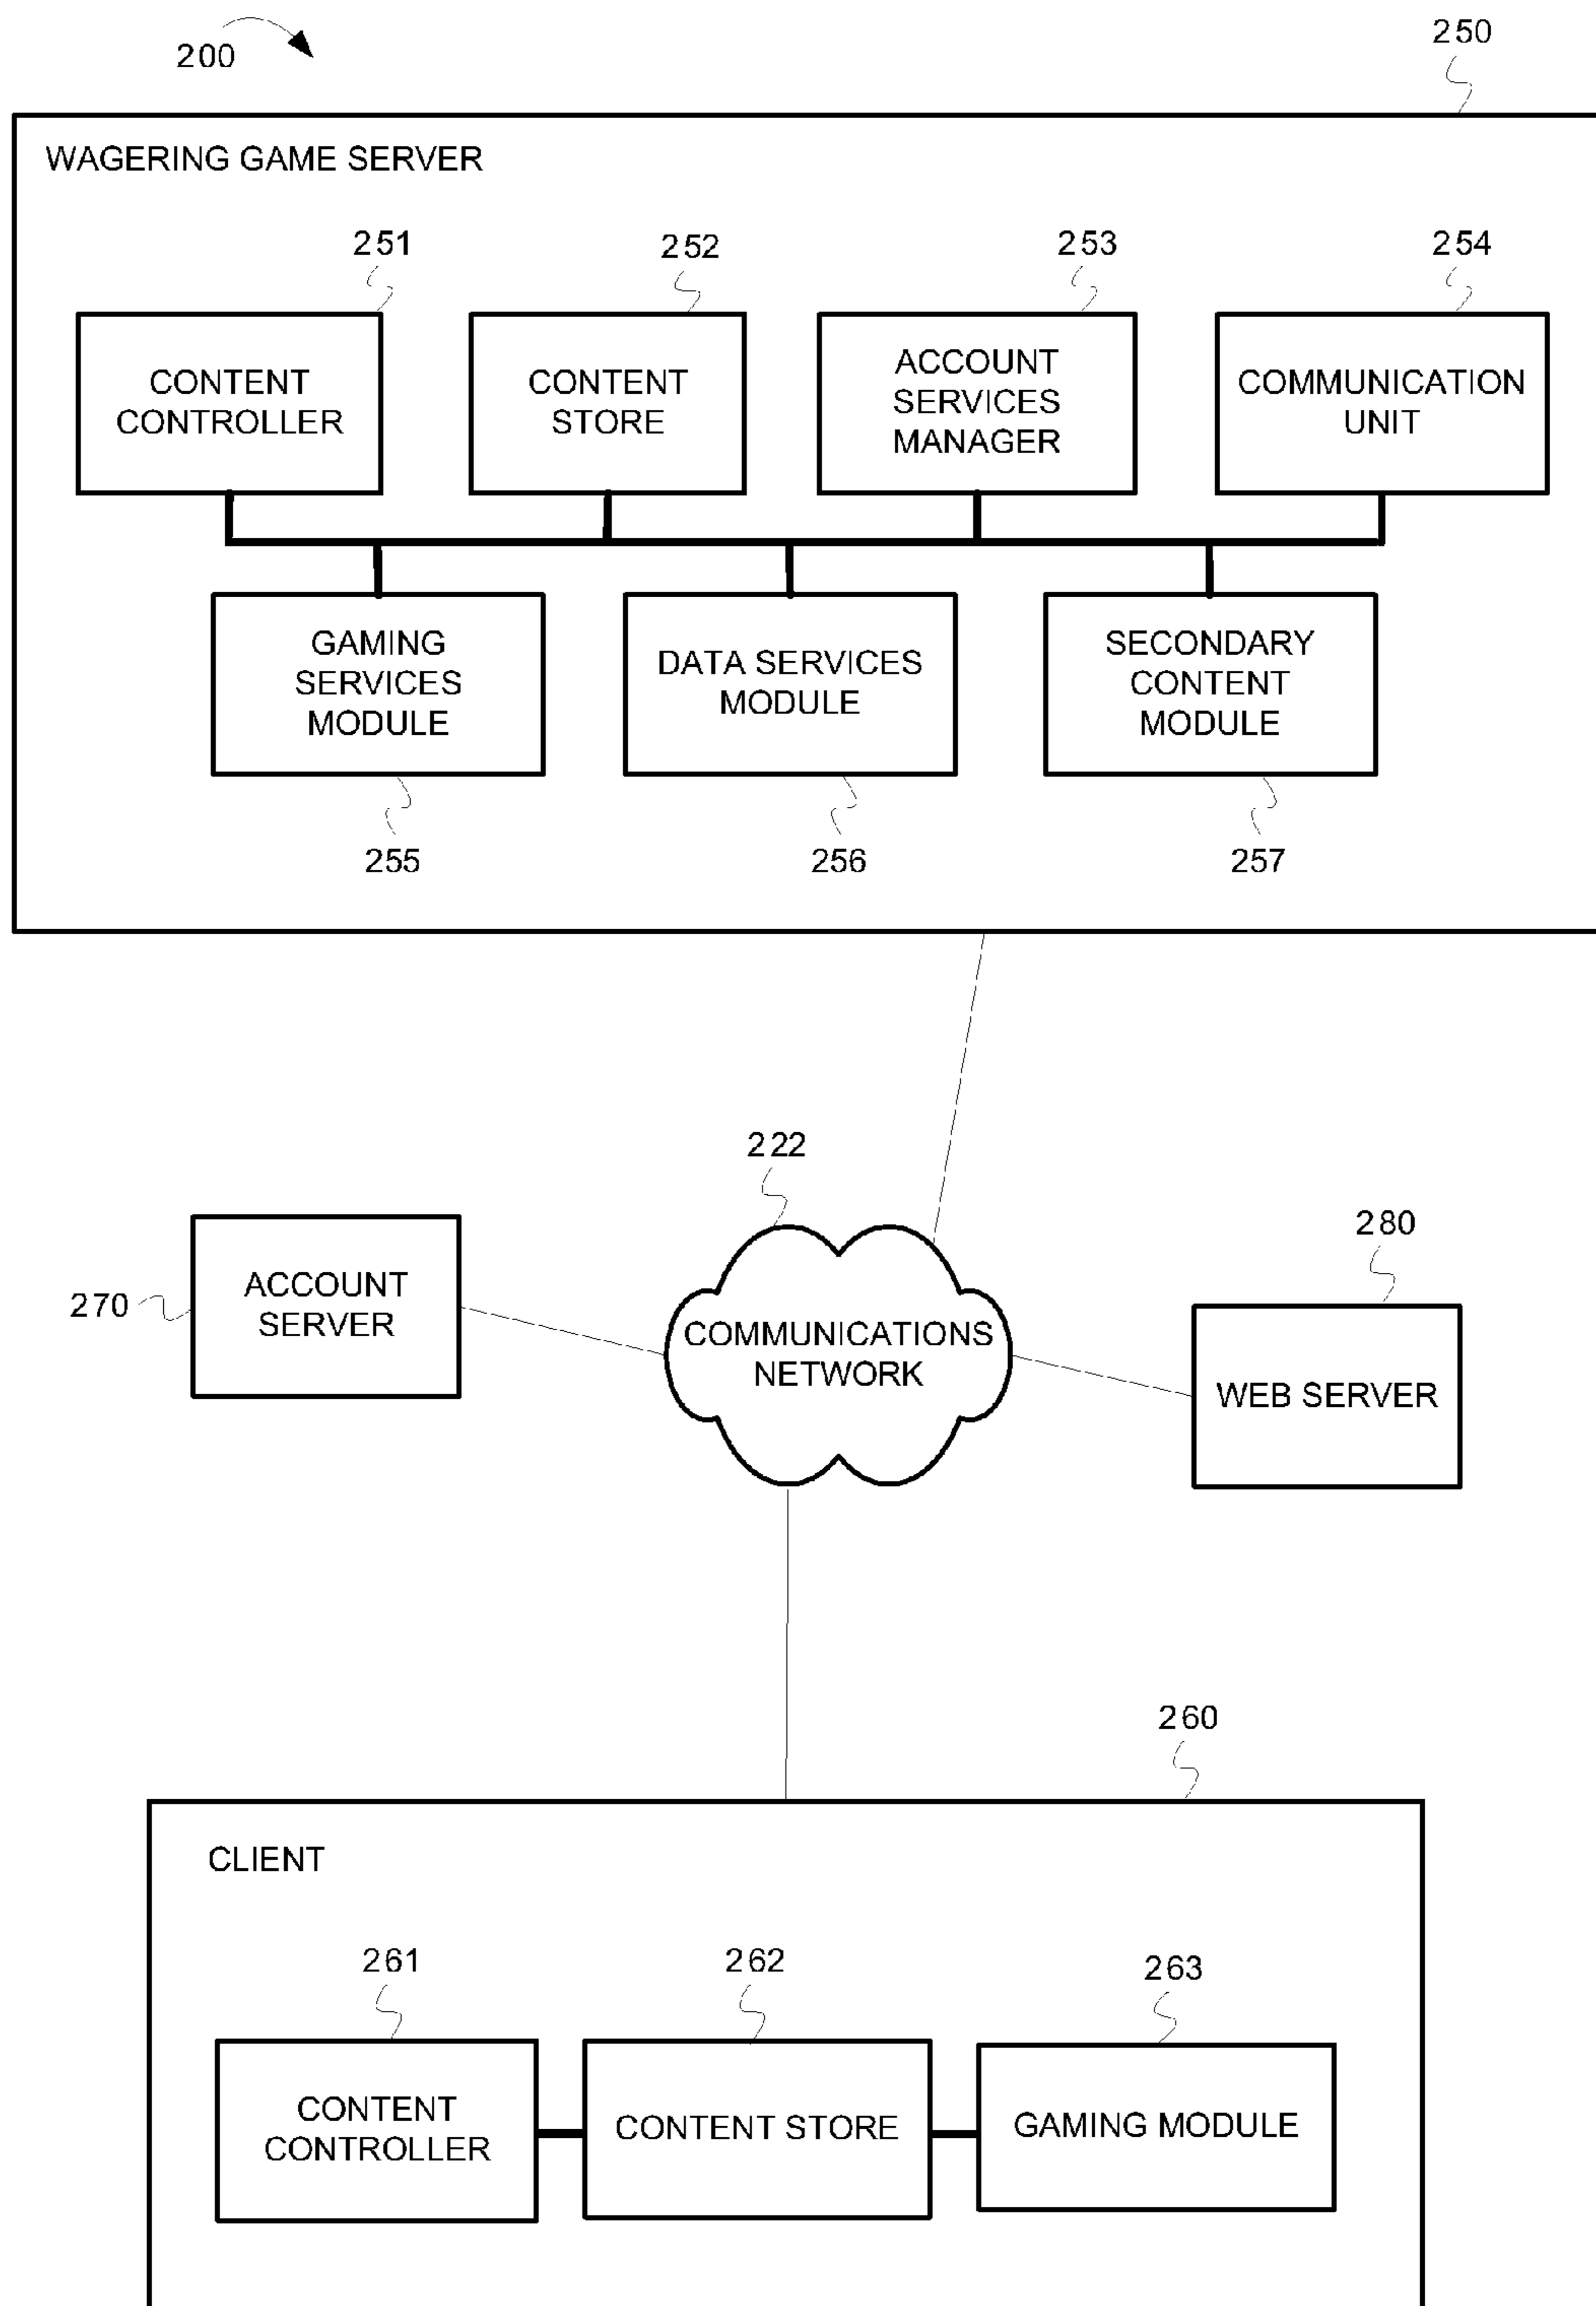 200
250
WAGERING GAME SERVER
251
252
253
254
CONTENT
CONTROLLER
CONTENT
STORE
ACCOUNT
SERVICES
MANAGER
COMMUNICATION
UNIT
GAMING
SERVICES
MODULE
DATA SERVICES
MODULE
SECONDARY
CONTENT
MODULE
255
256
257
222
280
270
ACCOUNT
SERVER
COMMUNICATIONS
NETWORK
WEB SERVER
260
CLIENT
261
262
263
CONTENT
CONTROLLER
CONTENT STORE
GAMING MODULE